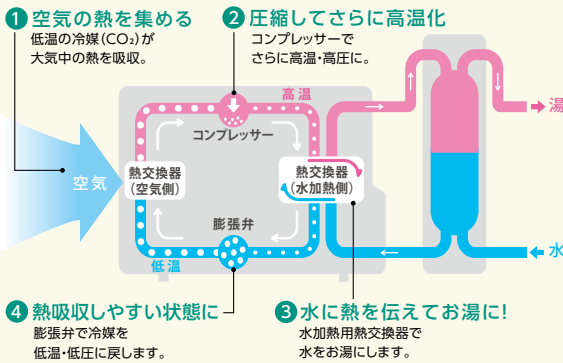 1 空気の熱を集める
低温の冷媒(CO₂)が
大気中の熱を吸収。
2 圧縮してさらに高温化
コンプレッサーで
さらに高温・高圧に。
高温
コンプレッサー
湯
空気
熱交換器
(空気側)
熱交換器
(水加熱側)
膨張弁
低温
水
4 熱吸収しやすい状態に
膨張弁で冷媒を
低温・低圧に戻します。
3 水に熱を伝えてお湯に!
水加熱用熱交換器で
水をお湯にします。